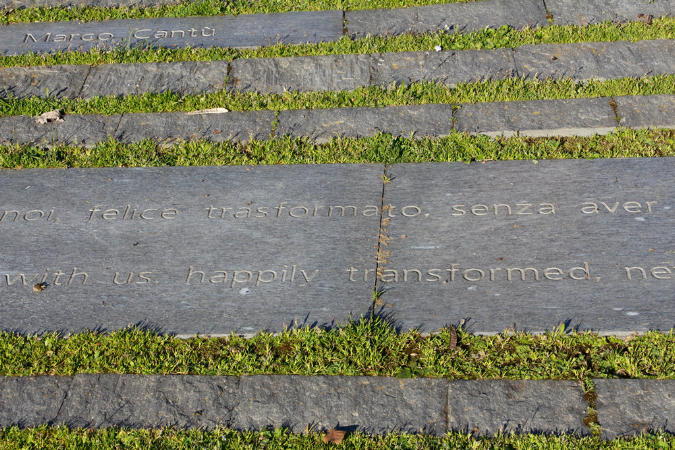 Marco Cantù
noi, felice trasformato, senza aver
with us. happily transformed, ne